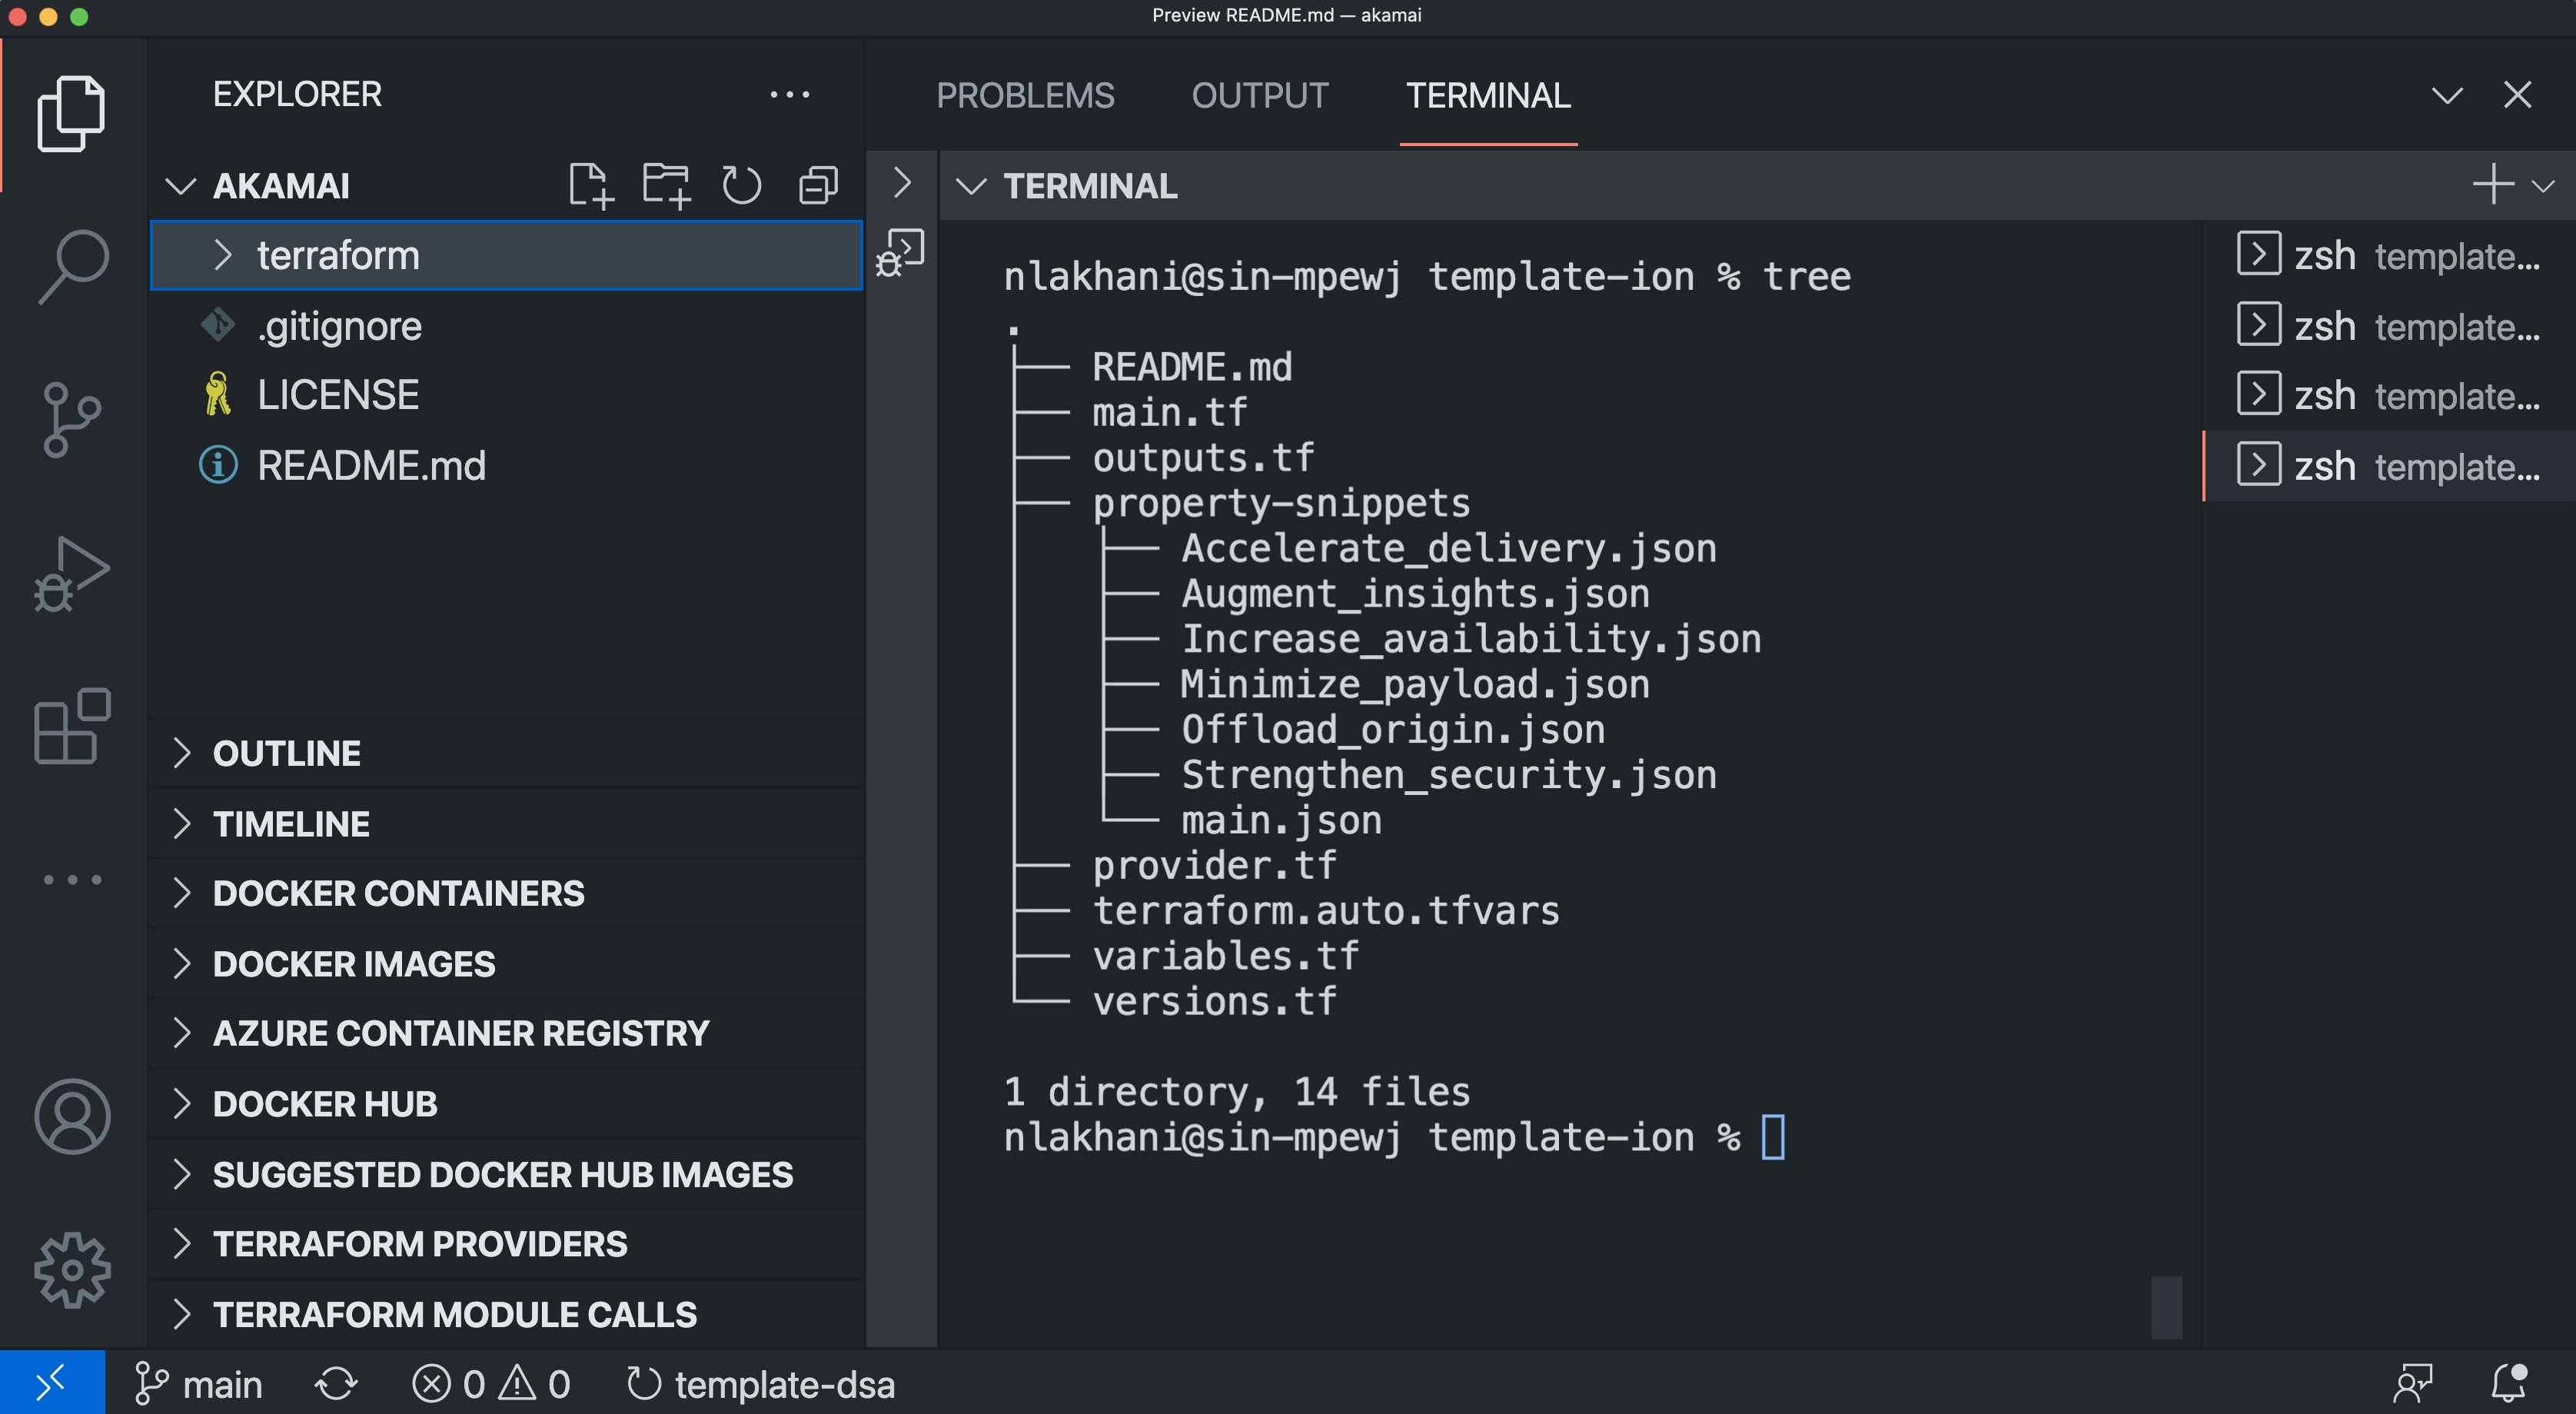 Preview README.md — akamai
EXPLORER
AKAMAI
terraform
.gitignore
LICENSE
README.md
OUTLINE
TIMELINE
DOCKER CONTAINERS
DOCKER IMAGES
AZURE CONTAINER REGISTRY
DOCKER HUB
SUGGESTED DOCKER HUB IMAGES
TERRAFORM PROVIDERS
TERRAFORM MODULE CALLS
PROBLEMS OUTPUT TERMINAL
TERMINAL
nlakhani@sin-mpewj template-ion % tree
.
├── README.md
├── main.tf
├── outputs.tf
├── property-snippets
│   ├── Accelerate_delivery.json
│   ├── Augment_insights.json
│   ├── Increase_availability.json
│   ├── Minimize_payload.json
│   ├── Offload_origin.json
│   ├── Strengthen_security.json
│   └── main.json
├── provider.tf
├── terraform.auto.tfvars
├── variables.tf
└── versions.tf
1 directory, 14 files
nlakhani@sin-mpewj template-ion %
zsh template...
zsh template...
zsh template...
zsh template...
main 0 0 template-dsa